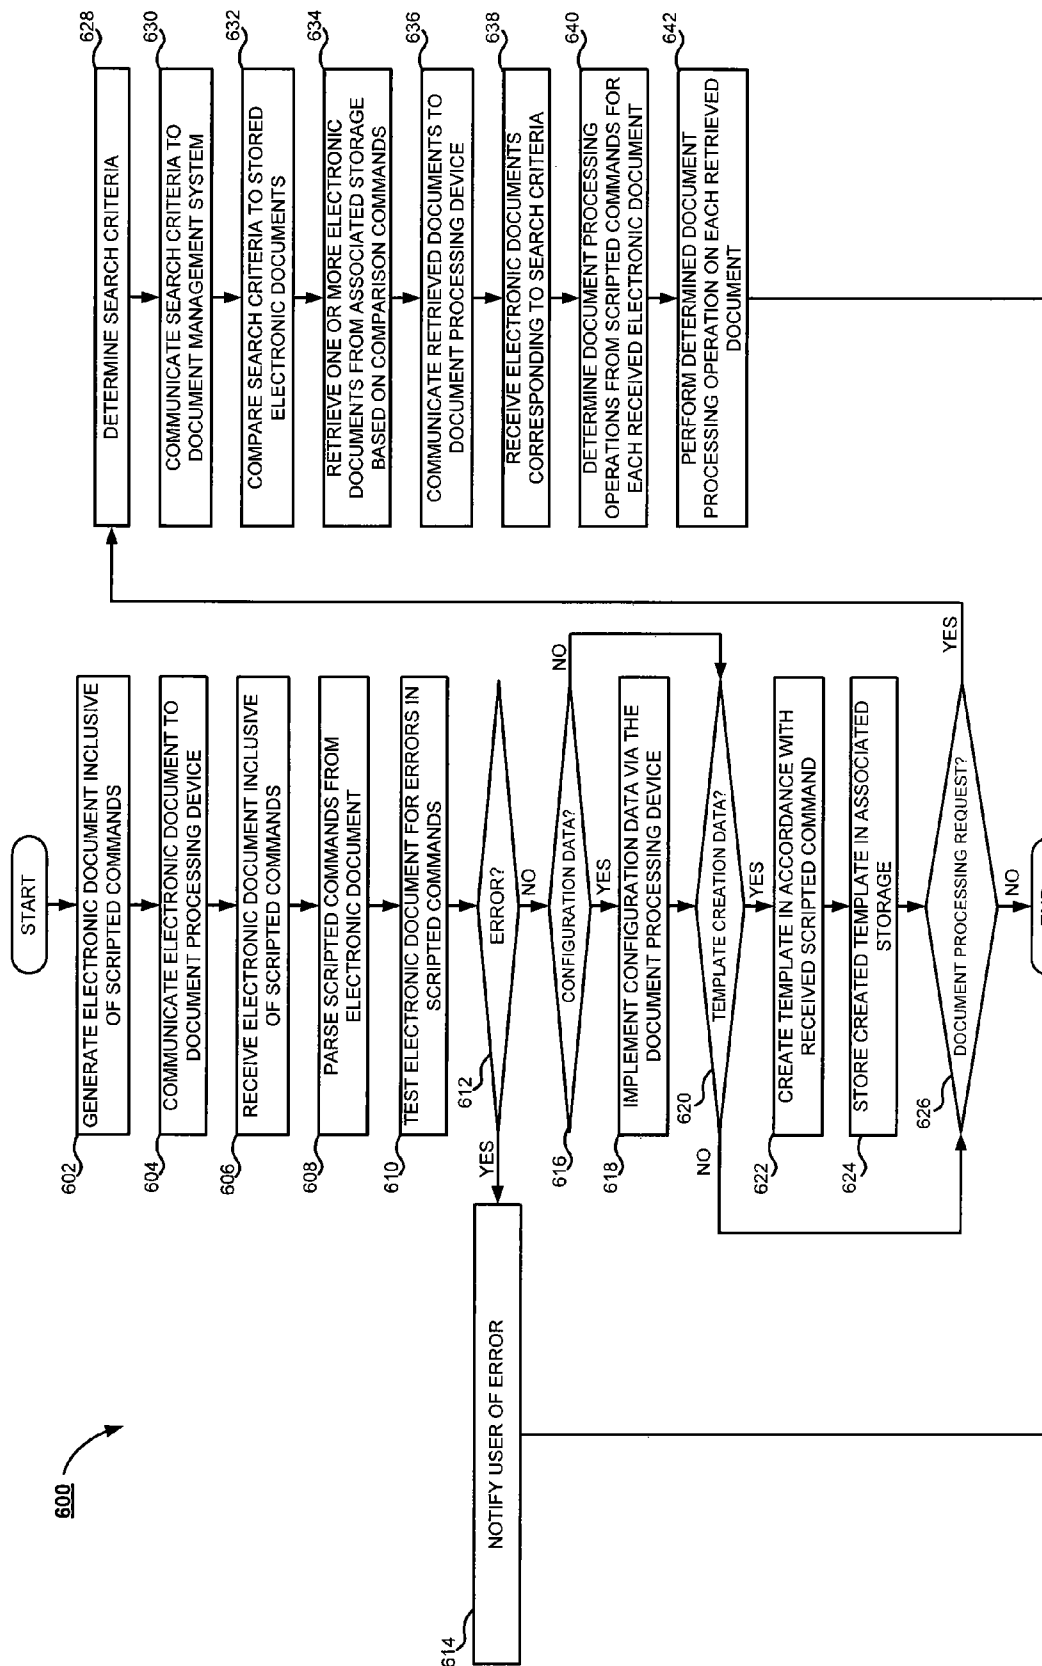 600
START
602
GENERATE ELECTRONIC DOCUMENT INCLUSIVE
OF SCRIPTED COMMANDS
604
COMMUNICATE ELECTRONIC DOCUMENT TO
DOCUMENT PROCESSING DEVICE
606
RECEIVE ELECTRONIC DOCUMENT INCLUSIVE
OF SCRIPTED COMMANDS
608
PARSE SCRIPTED COMMANDS FROM
ELECTRONIC DOCUMENT
610
TEST ELECTRONIC DOCUMENT FOR ERRORS IN
SCRIPTED COMMANDS
612
ERROR?
YES
NO
614
NOTIFY USER OF ERROR
616
CONFIGURATION DATA?
NO
YES
618
IMPLEMENT CONFIGURATION DATA VIA THE
DOCUMENT PROCESSING DEVICE
620
TEMPLATE CREATION DATA?
NO
YES
622
CREATE TEMPLATE IN ACCORDANCE WITH
RECEIVED SCRIPTED COMMAND
624
STORE CREATED TEMPLATE IN ASSOCIATED
STORAGE
626
DOCUMENT PROCESSING REQUEST?
YES
NO
628
DETERMINE SEARCH CRITERIA
630
COMMUNICATE SEARCH CRITERIA TO
DOCUMENT MANAGEMENT SYSTEM
632
COMPARE SEARCH CRITERIA TO STORED
ELECTRONIC DOCUMENTS
634
RETRIEVE ONE OR MORE ELECTRONIC
DOCUMENTS FROM ASSOCIATED STORAGE
BASED ON COMPARISON COMMANDS
636
COMMUNICATE RETRIEVED DOCUMENTS TO
DOCUMENT PROCESSING DEVICE
638
RECEIVE ELECTRONIC DOCUMENTS
CORRESPONDING TO SEARCH CRITERIA
640
DETERMINE DOCUMENT PROCESSING
OPERATIONS FROM SCRIPTED COMMANDS FOR
EACH RECEIVED ELECTRONIC DOCUMENT
642
PERFORM DETERMINED DOCUMENT
PROCESSING OPERATION ON EACH RETRIEVED
DOCUMENT